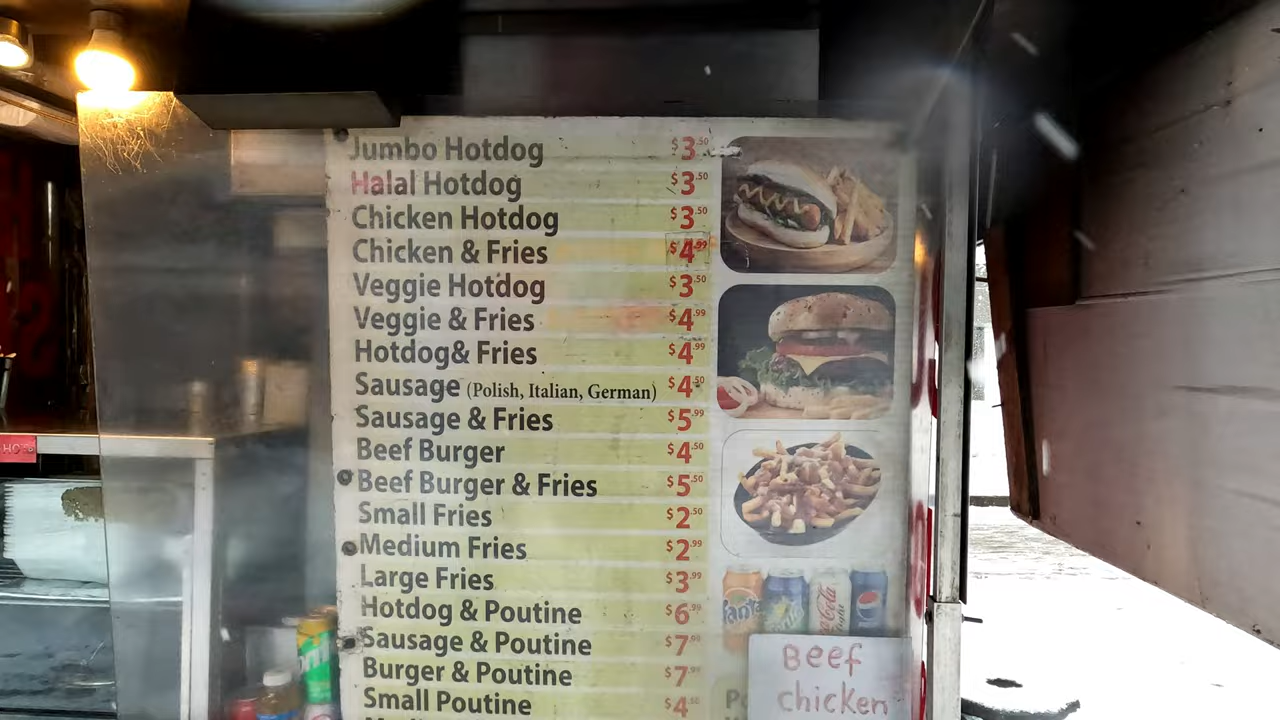 Jumbo Hotdog $3.50
Halal Hotdog $3.50
Chicken Hotdog $3.50
Chicken & Fries $4.99
Veggie Hotdog $3.50
Veggie & Fries $4.99
Hotdog& Fries $4.99
Sausage (Polish, Italian, German) $4.50
Sausage & Fries $5.99
Beef Burger $4.50
Beef Burger & Fries $5.50
Small Fries $2.50
Medium Fries $2.99
Large Fries $3.99
Hotdog & Poutine $6.99
Sausage & Poutine $7.99
Burger & Poutine $7.99
Small Poutine $4.50
Fanta
Coca-Cola
light
pepsi
Beef
chicken